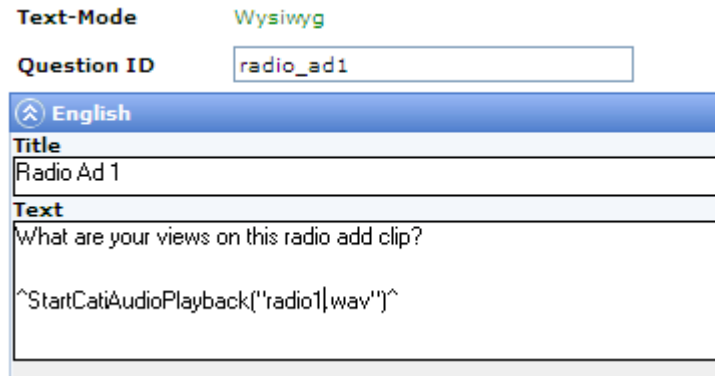 Text-Mode Wysiwyg
Question ID radio_ad1
English
Title
Radio Ad 1
Text
What are your views on this radio add clip?
^StartCatiAudioPlayback("radio1.wav")^